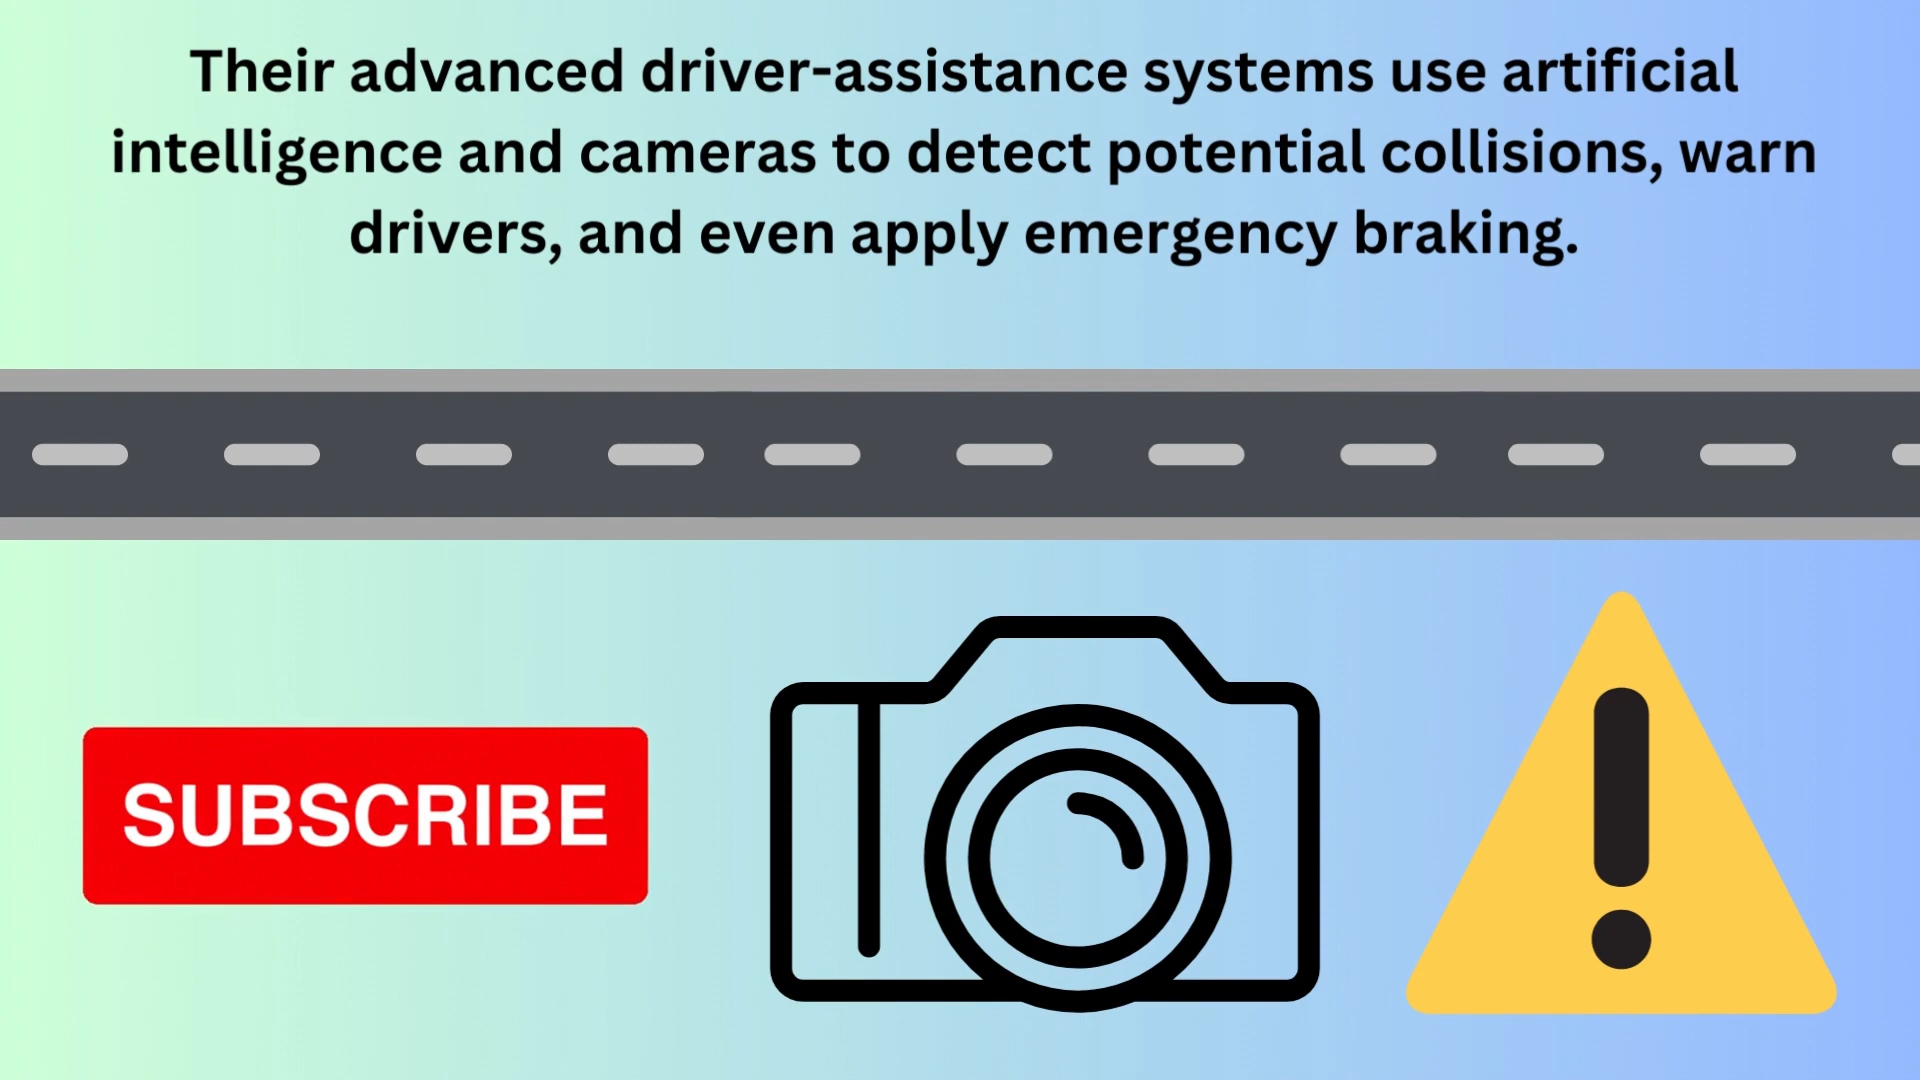 Their advanced driver-assistance systems use artificial
intelligence and cameras to detect potential collisions, warn
drivers, and even apply emergency braking.
SUBSCRIBE